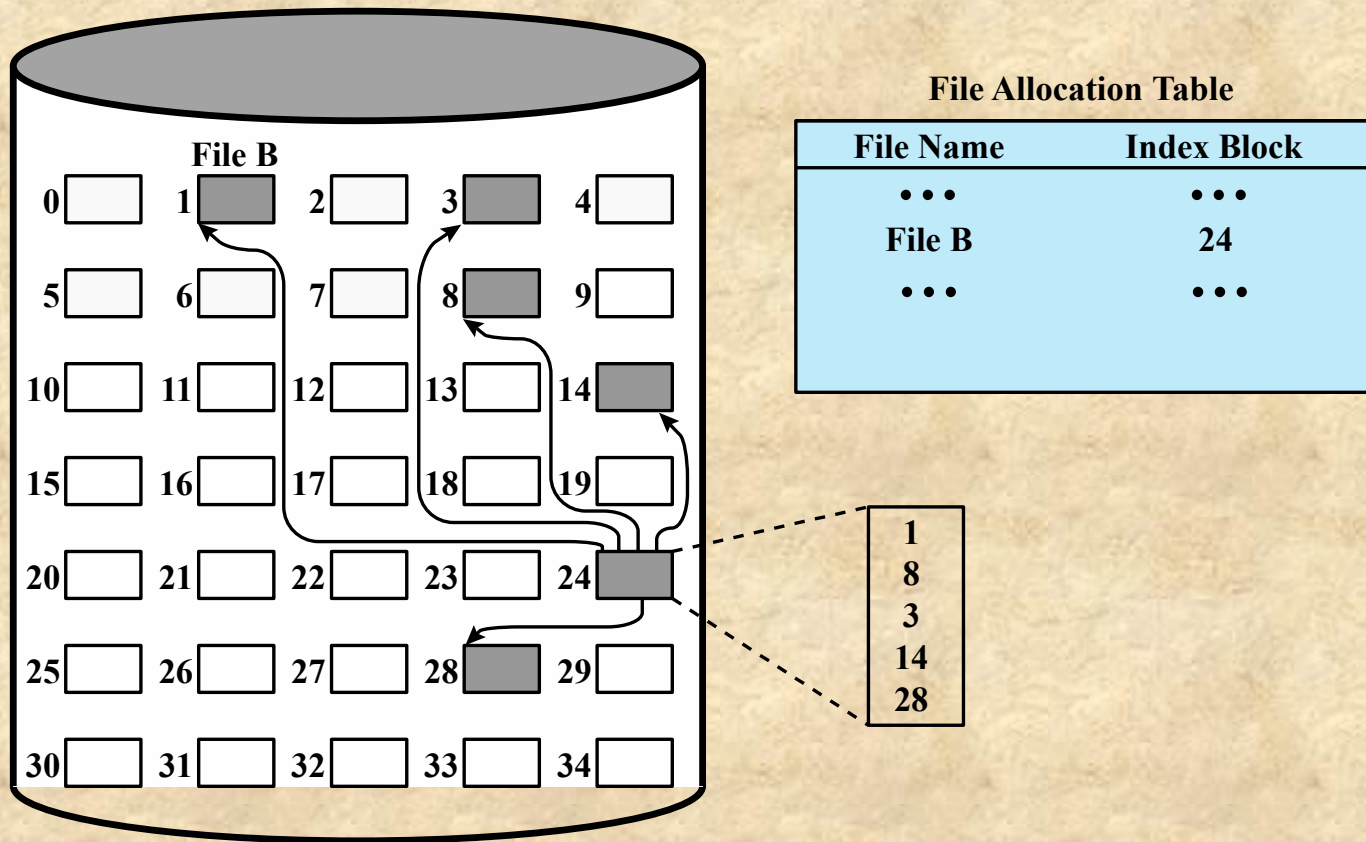 File B
0 1 2 3 4
5 6 7 8 9
10 11 12 13 14
15 16 17 18 19
20 21 22 23 24
25 26 27 28 29
30 31 32 33 34
File Allocation Table
File Name Index Block
• • • • • •
File B 24
• • • • • •
1
8
3
14
28